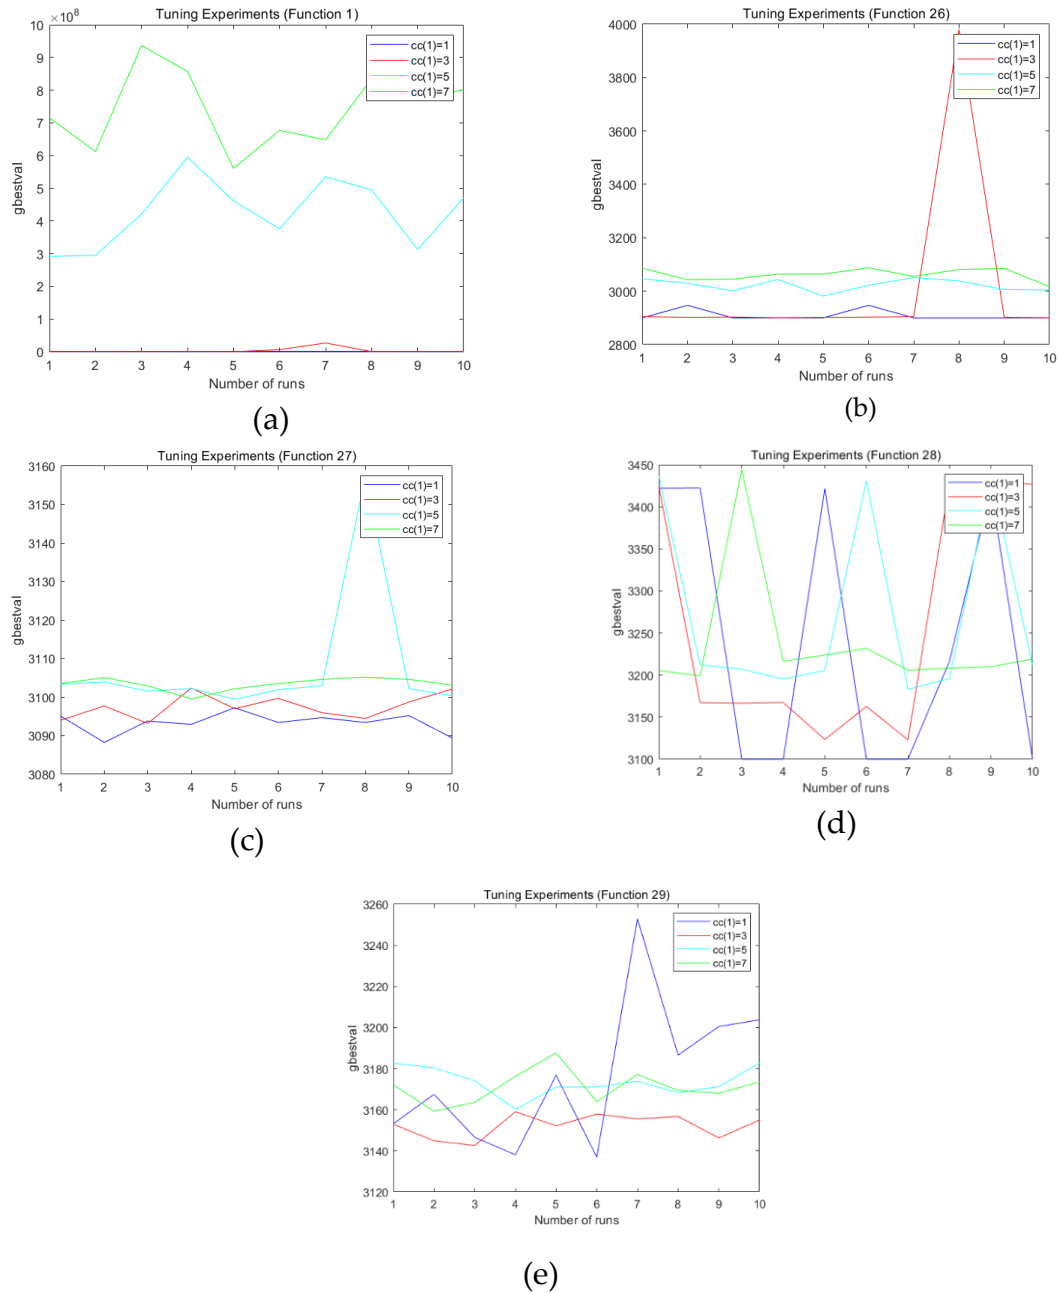 Tuning Experiments (Function 1)
×10⁸
10
9
8
7
6
5
4
3
2
1
0
gbestval
cc(1)=1
cc(1)=3
cc(1)=5
cc(1)=7
1 2 3 4 5 6 7 8 9 10
Number of runs
(a)
Tuning Experiments (Function 26)
4000
3800
3600
3400
3200
3000
2800
gbestval
cc(1)=1
cc(1)=3
cc(1)=5
cc(1)=7
1 2 3 4 5 6 7 8 9 10
Number of runs
(b)
Tuning Experiments (Function 27)
3160
3150
3140
3130
3120
3110
3100
3090
3080
gbestval
cc(1)=1
cc(1)=3
cc(1)=5
cc(1)=7
1 2 3 4 5 6 7 8 9 10
Number of runs
(c)
Tuning Experiments (Function 28)
3450
3400
3350
3300
3250
3200
3150
3100
gbestval
cc(1)=1
cc(1)=3
cc(1)=5
cc(1)=7
1 2 3 4 5 6 7 8 9 10
Number of runs
(d)
Tuning Experiments (Function 29)
3260
3240
3220
3200
3180
3160
3140
3120
gbestval
cc(1)=1
cc(1)=3
cc(1)=5
cc(1)=7
1 2 3 4 5 6 7 8 9 10
Number of runs
(e)